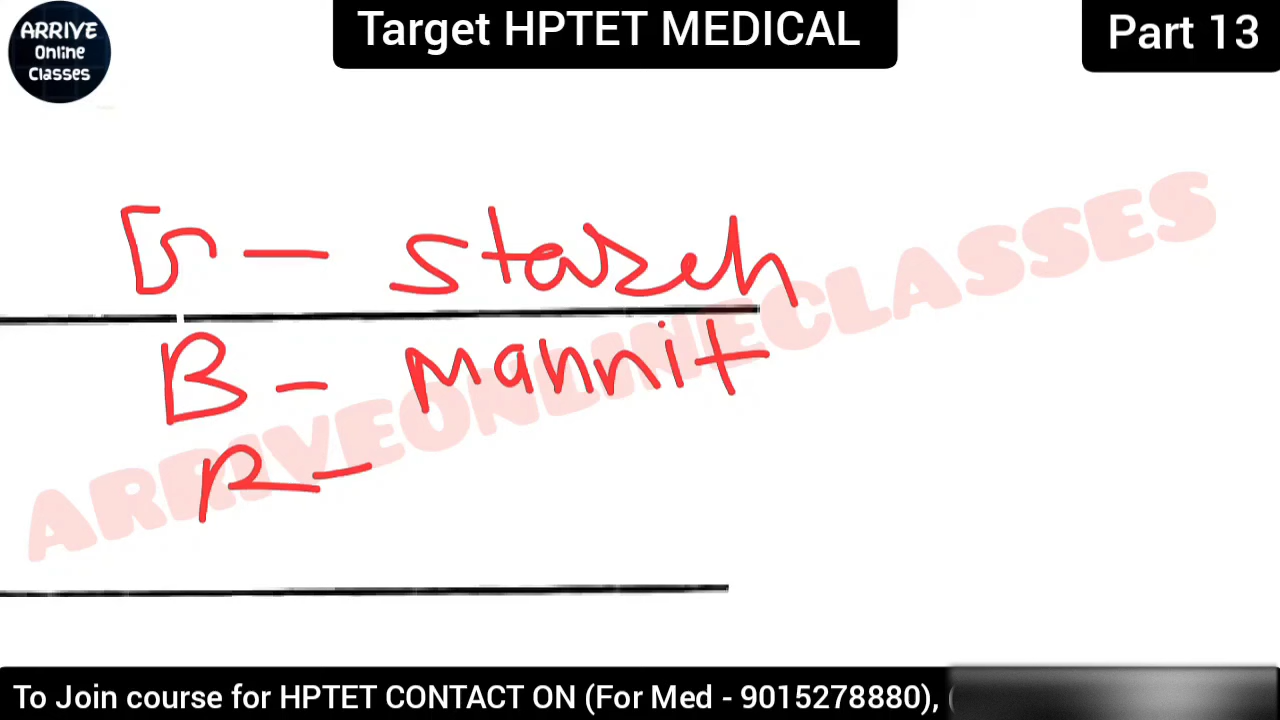 ARRIVE
Online
Classes
Target HPTET MEDICAL
Part 13
G - starch
B - Mannit
R -
ARRIVEONLINECLASSES
To Join course for HPTET CONTACT ON (For Med - 9015278880), (